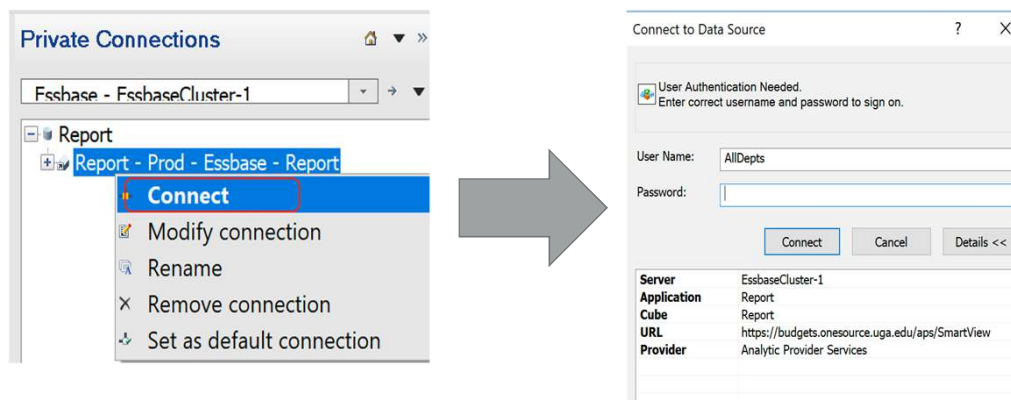 Private Connections
Essbase - EssbaseCluster-1
Report
Report - Prod - Essbase - Report
Connect
Modify connection
Rename
Remove connection
Set as default connection
Connect to Data Source
User Authentication Needed.
Enter correct username and password to sign on.
User Name: AllDepts
Password:
Connect Cancel Details <<
Server EssbaseCluster-1
Application Report
Cube Report
URL https://budgets.onesource.uga.edu/aps/SmartView
Provider Analytic Provider Services